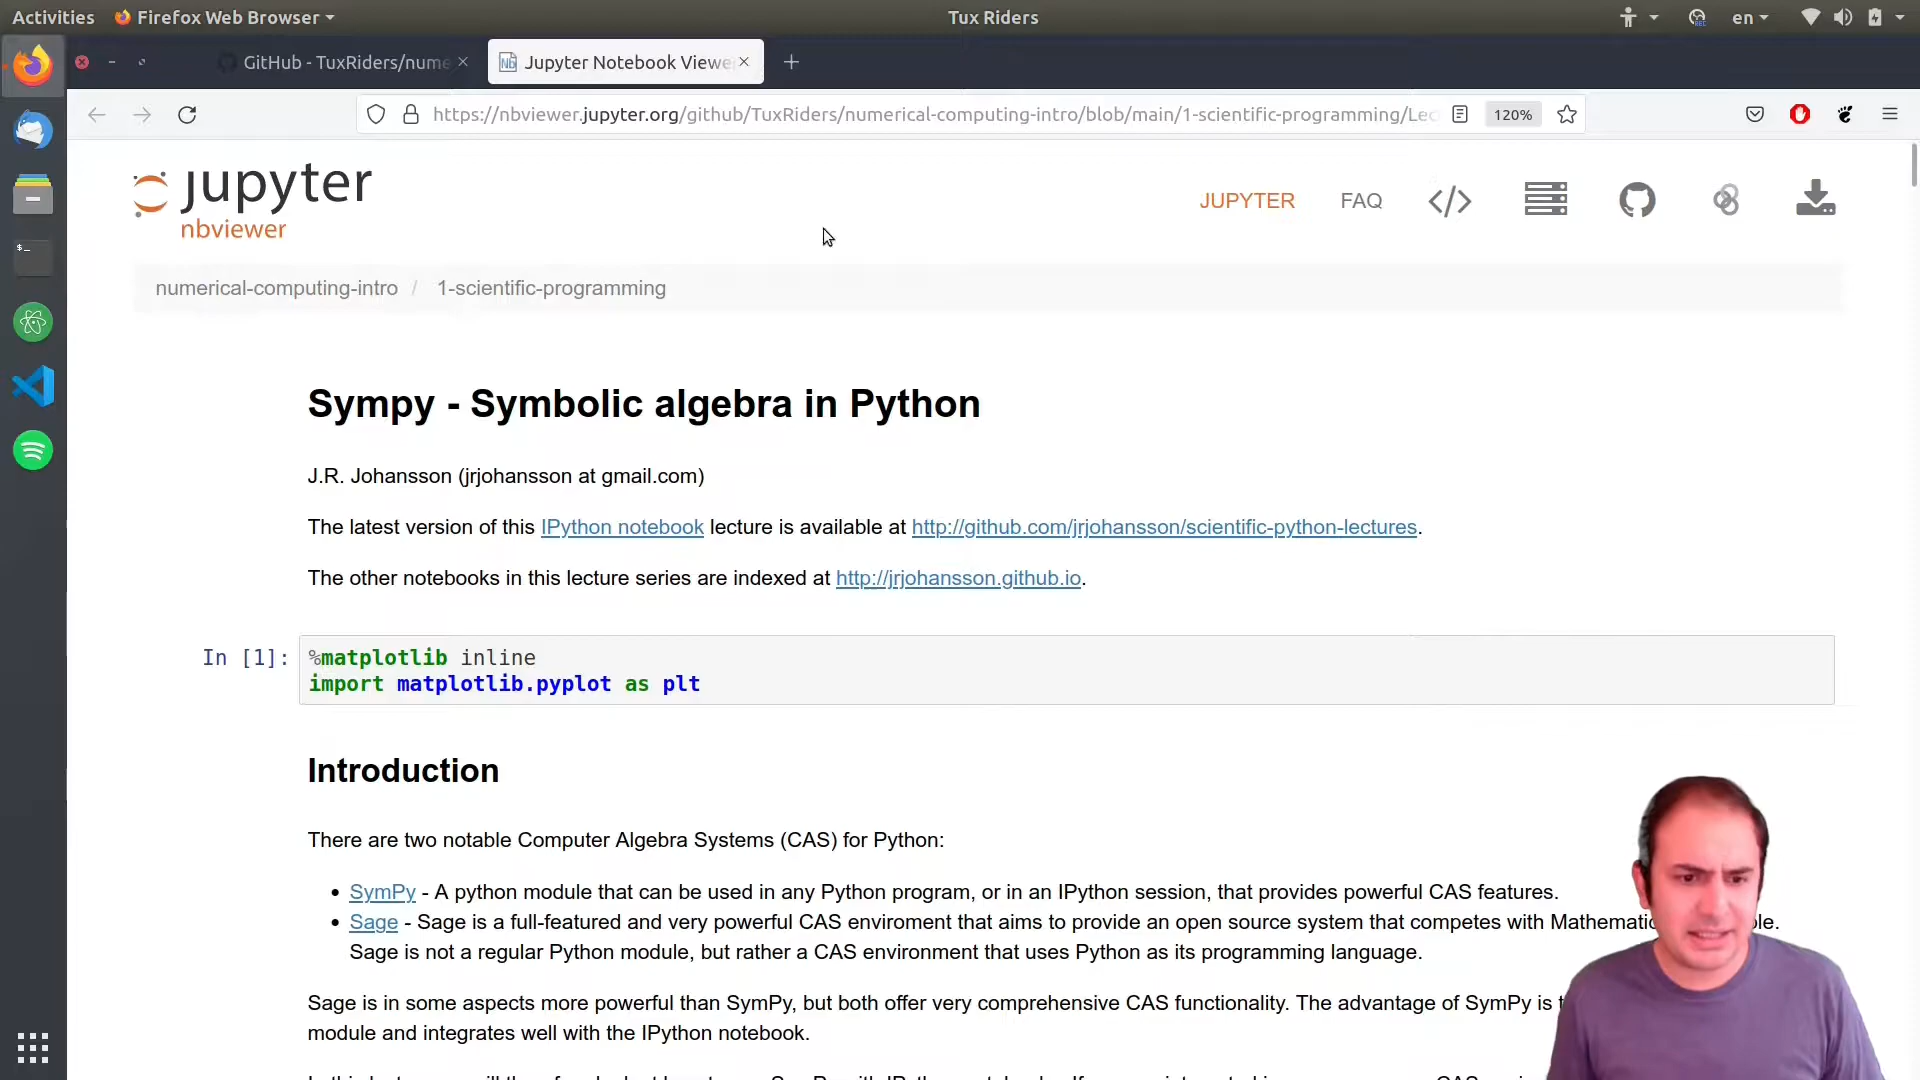 Activities Firefox Web Browser Tux Riders en
GitHub - TuxRiders/nume Jupyter Notebook Viewe
https://nbviewer.jupyter.org/github/TuxRiders/numerical-computing-intro/blob/main/1-scientific-programming/Lec 120%
jupyter
nbviewer
JUPYTER FAQ
numerical-computing-intro / 1-scientific-programming
Sympy - Symbolic algebra in Python
J.R. Johansson (jrjohansson at gmail.com)
The latest version of this IPython notebook lecture is available at http://github.com/jrjohansson/scientific-python-lectures.
The other notebooks in this lecture series are indexed at http://jrjohansson.github.io.
In [1]: %matplotlib inline
import matplotlib.pyplot as plt
Introduction
There are two notable Computer Algebra Systems (CAS) for Python:
• SymPy - A python module that can be used in any Python program, or in an IPython session, that provides powerful CAS features.
• Sage - Sage is a full-featured and very powerful CAS enviroment that aims to provide an open source system that competes with Mathematic
Sage is not a regular Python module, but rather a CAS environment that uses Python as its programming language.
Sage is in some aspects more powerful than SymPy, but both offer very comprehensive CAS functionality. The advantage of SymPy is t
module and integrates well with the IPython notebook.